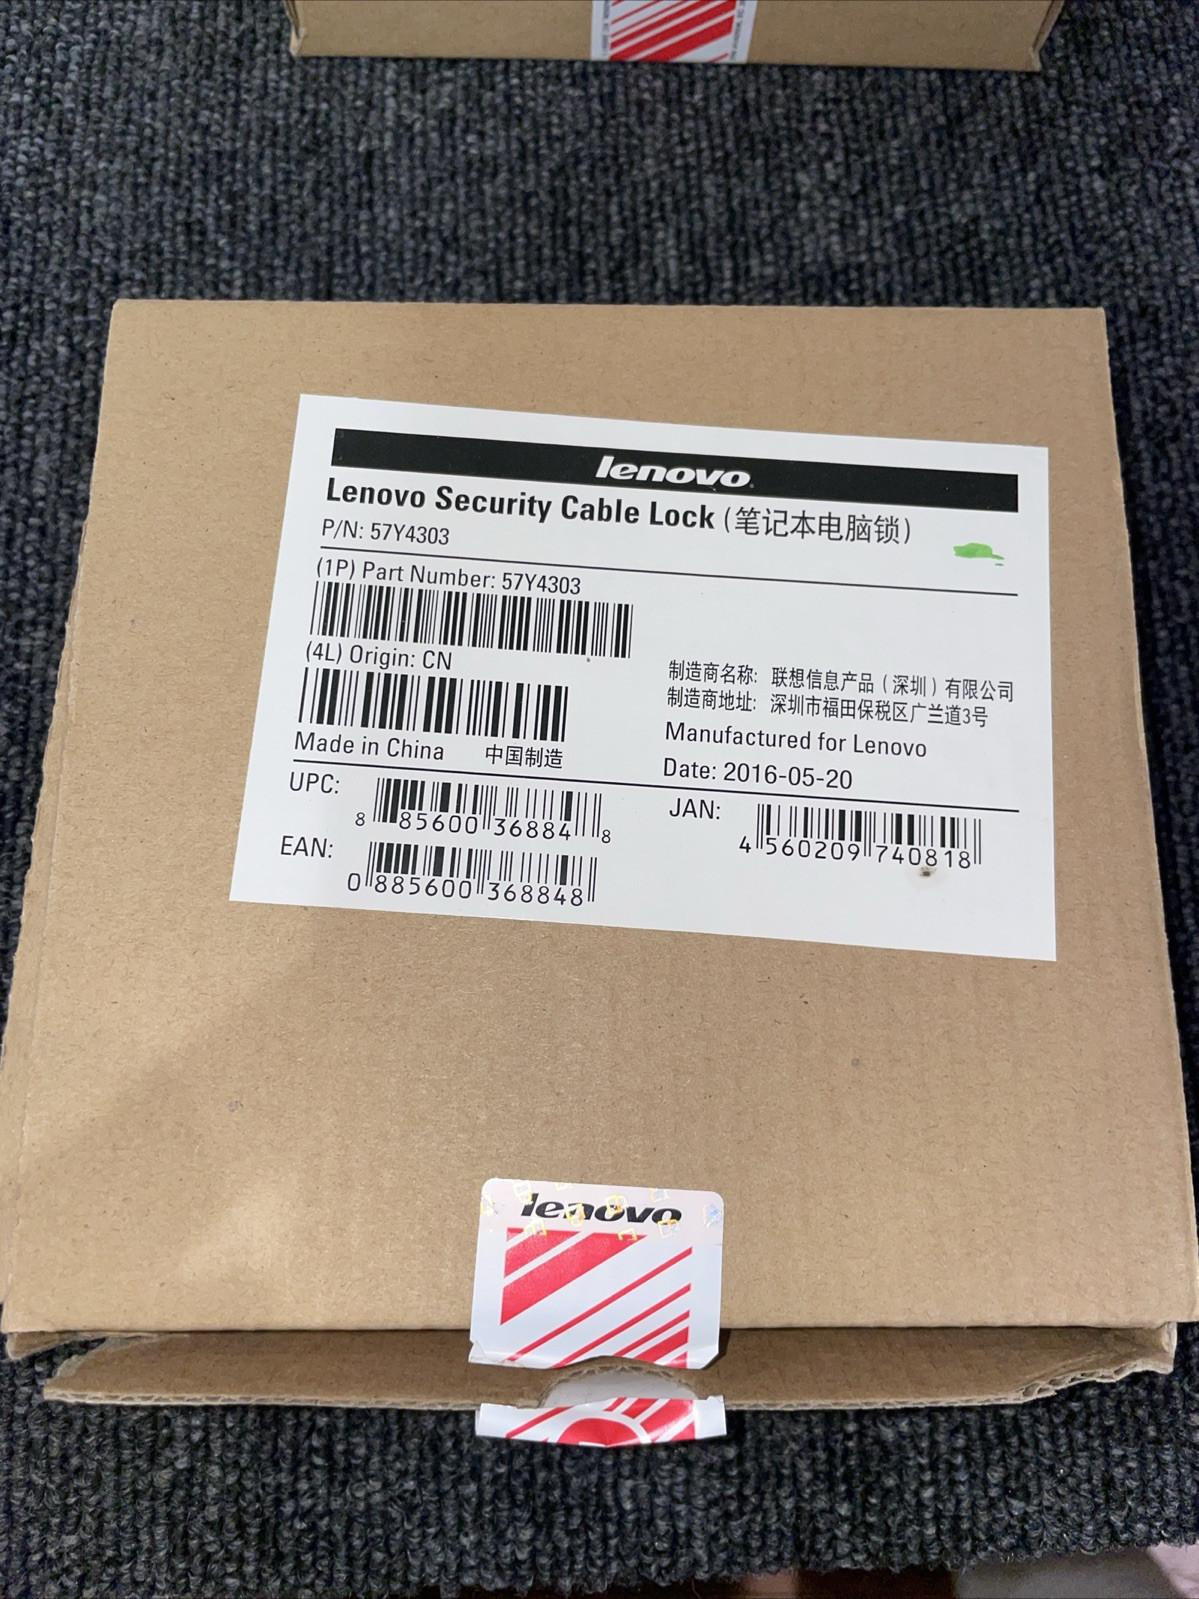 lenovo
Lenovo Security Cable Lock (笔记本电脑锁)
P/N: 57Y4303
(1P) Part Number: 57Y4303
(4L) Origin: CN
Made in China 中国制造
制造商名称: 联想信息产品(深圳)有限公司
制造商地址: 深圳市福田保税区广兰道3号
Manufactured for Lenovo
Date: 2016-05-20
UPC:
8 85600 36884 8
EAN:
0 885600 368848
JAN:
4 560209 740818
lenovo